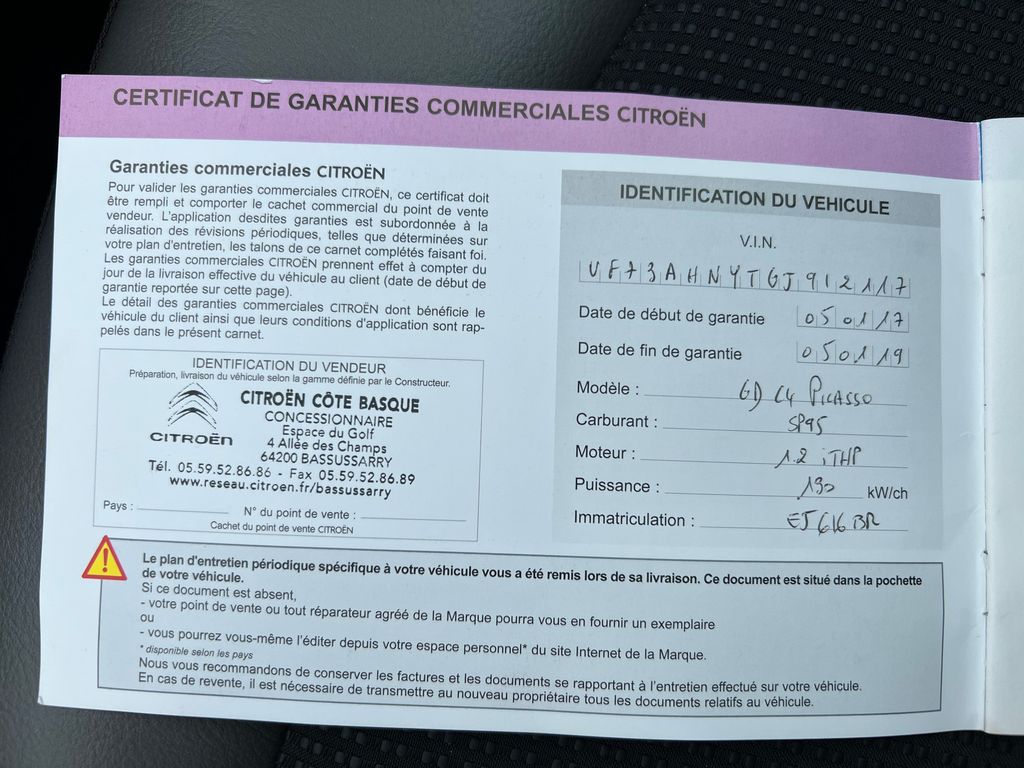 CERTIFICAT DE GARANTIES COMMERCIALES CITROËN
Garanties commerciales CITROËN
Pour valider les garanties commerciales CITROËN, ce certificat doit
être rempli et comporter le cachet commercial du point de vente
vendeur. L'application desdites garanties est subordonnée à la
réalisation des révisions périodiques, telles que déterminées sur
votre plan d'entretien, les talons de ce carnet complétés faisant foi.
Les garanties commerciales CITROËN prennent effet à compter du
jour de la livraison effective du véhicule au client (date de début de
garantie reportée sur cette page).
Le détail des garanties commerciales CITROËN dont bénéficie le
véhicule du client ainsi que leurs conditions d'application sont rap-
pelés dans le présent carnet.
IDENTIFICATION DU VENDEUR
Préparation, livraison du véhicule selon la gamme définie par le Constructeur.
CITROËN
CITROËN CÔTE BASQUE
CONCESSIONNAIRE
Espace du Golf
4 Allée des Champs
64200 BASSUSSARRY
Tél. 05.59.52.86.86 - Fax 05.59.52.86.89
www.reseau.citroen.fr/bassussarry
Pays :
N° du point de vente :
Cachet du point de vente CITROËN
IDENTIFICATION DU VEHICULE
V.I.N.
VF73AHNYTGJ912117
Date de début de garantie 050117
Date de fin de garantie 050119
Modèle : GD C4 PICASSO
Carburant : SP95
Moteur : 1.2 iTHP
Puissance : 130 kW/ch
Immatriculation : EJ 616 BR
Le plan d'entretien périodique spécifique à votre véhicule vous a été remis lors de sa livraison. Ce document est situé dans la pochette
de votre véhicule.
Si ce document est absent,
- votre point de vente ou tout réparateur agréé de la Marque pourra vous en fournir un exemplaire
ou
- vous pourrez vous-même l'éditer depuis votre espace personnel* du site Internet de la Marque.
* disponible selon les pays
Nous vous recommandons de conserver les factures et les documents se rapportant à l'entretien effectué sur votre véhicule.
En cas de revente, il est nécessaire de transmettre au nouveau propriétaire tous les documents relatifs au véhicule.